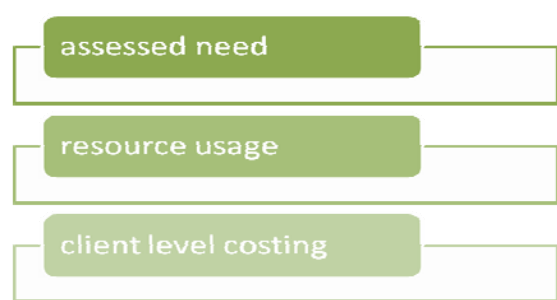 assessed need
resource usage
client level costing